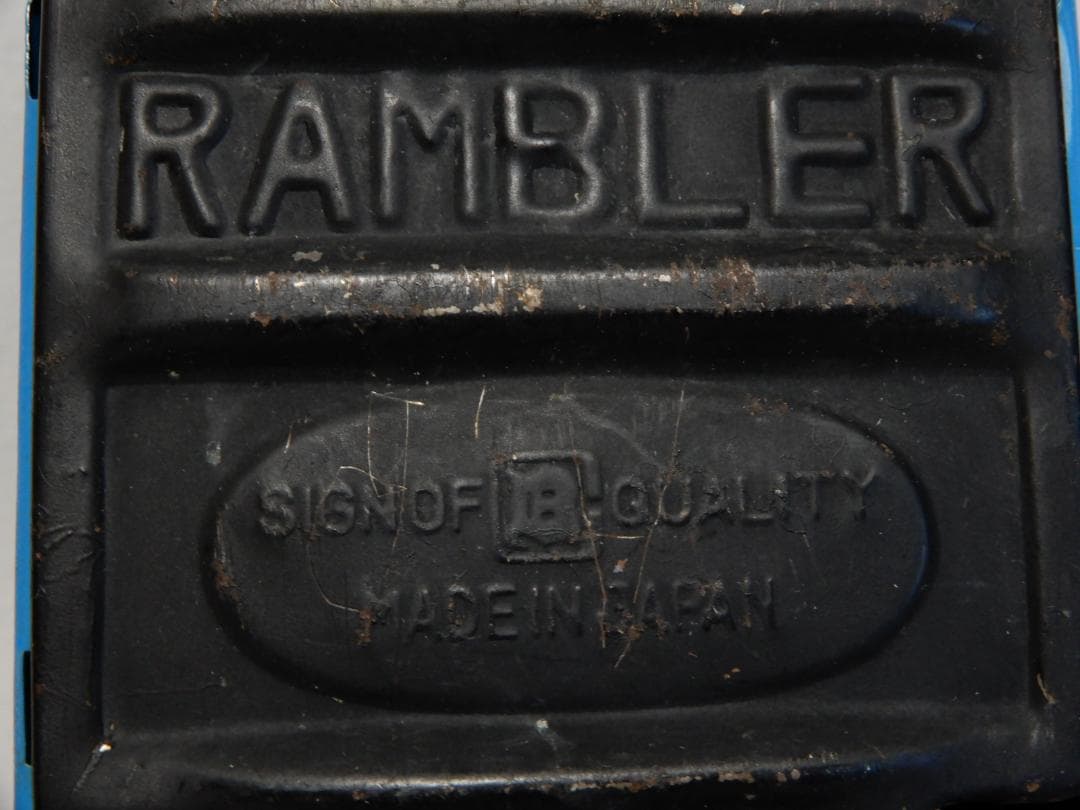 RAMBLER
SIGN OF B QUALITY
MADE IN JAPAN